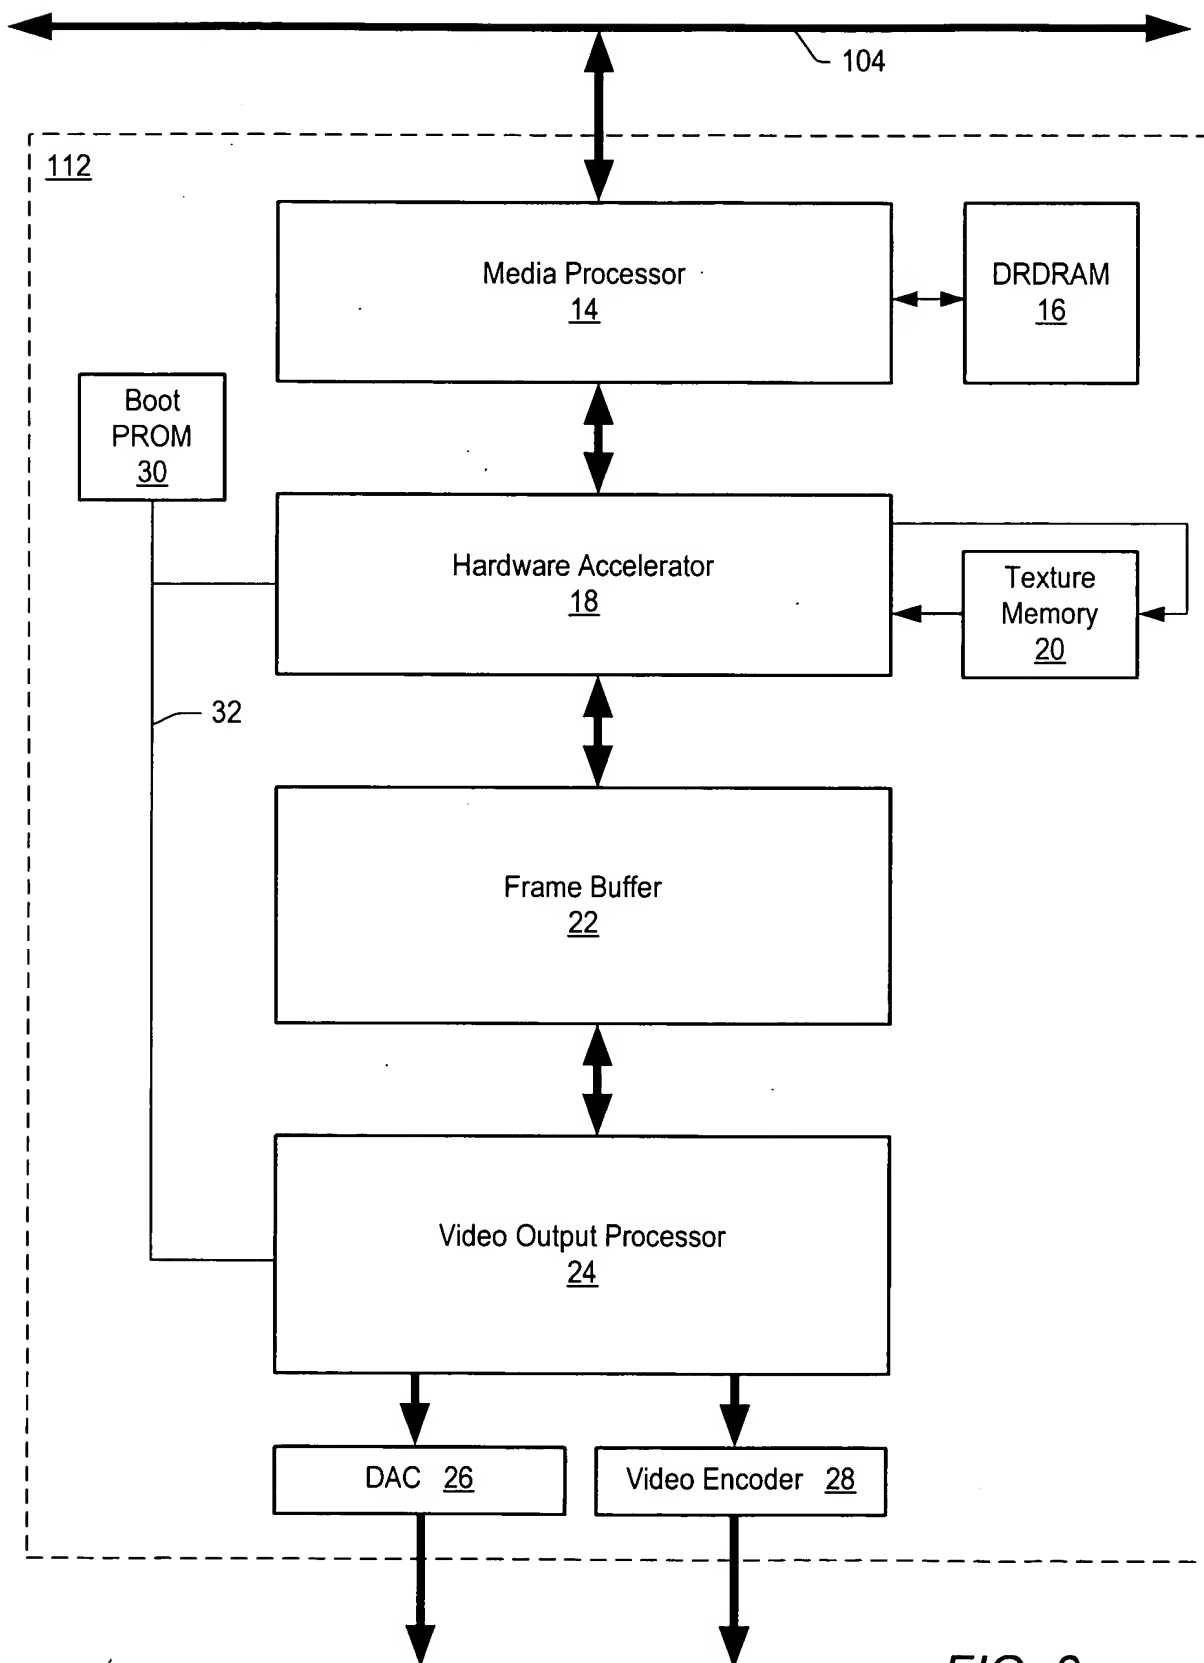 104
112
Media Processor
14
DRDRAM
16
Boot
PROM
30
Hardware Accelerator
18
Texture
Memory
20
32
Frame Buffer
22
Video Output Processor
24
DAC 26
Video Encoder 28
FIG.